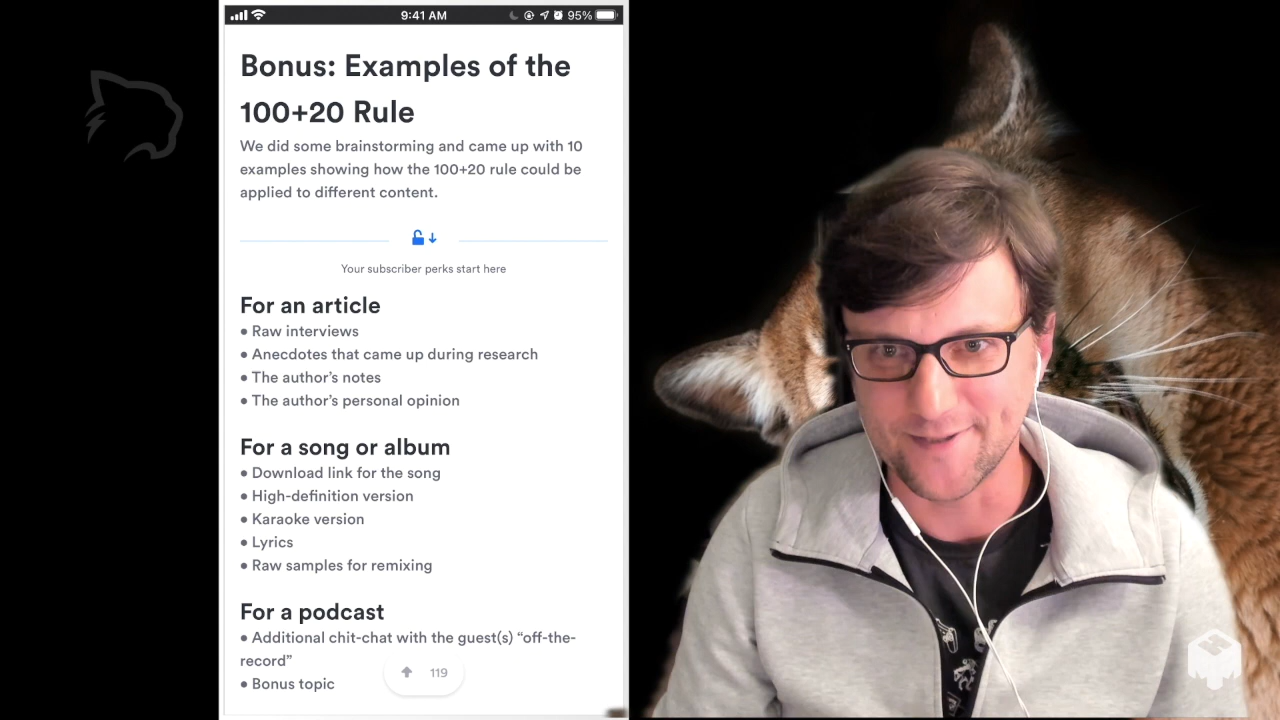 9:41 AM
95%
Bonus: Examples of the
100+20 Rule
We did some brainstorming and came up with 10
examples showing how the 100+20 rule could be
applied to different content.
Your subscriber perks start here
For an article
● Raw interviews
● Anecdotes that came up during research
● The author’s notes
● The author’s personal opinion
For a song or album
● Download link for the song
● High-definition version
● Karaoke version
● Lyrics
● Raw samples for remixing
For a podcast
● Additional chit-chat with the guest(s) “off-the-
record”
● Bonus topic
119